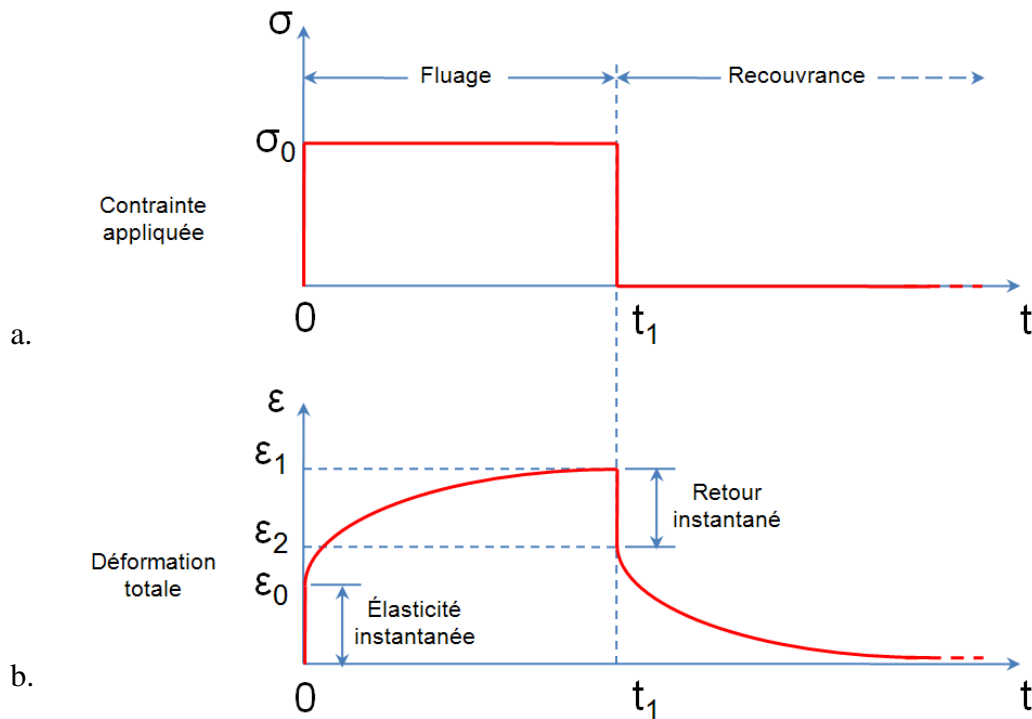 σ
Fluage
Recouvrance
σ0
Contrainte
appliquée
0
t1
t
a.
ε
ε1
Retour
instantané
ε2
Déformation
totale
ε0
Élasticité
instantanée
b.
0
t1
t